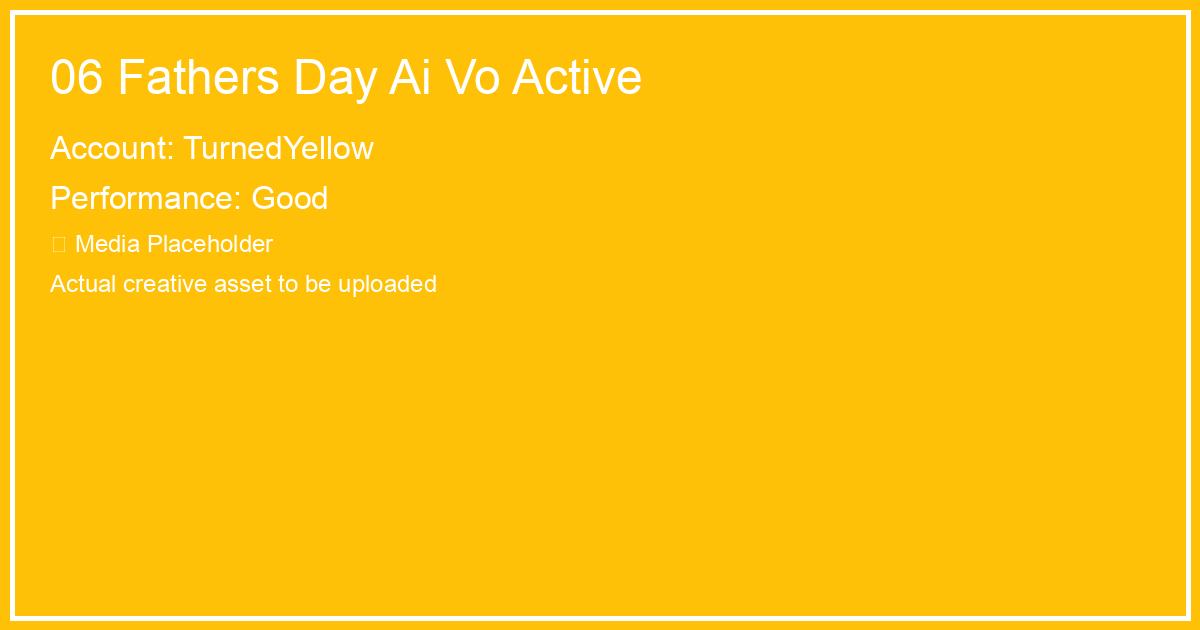 06 Fathers Day Ai Vo Active
Account: TurnedYellow
Performance: Good
Media Placeholder
Actual creative asset to be uploaded